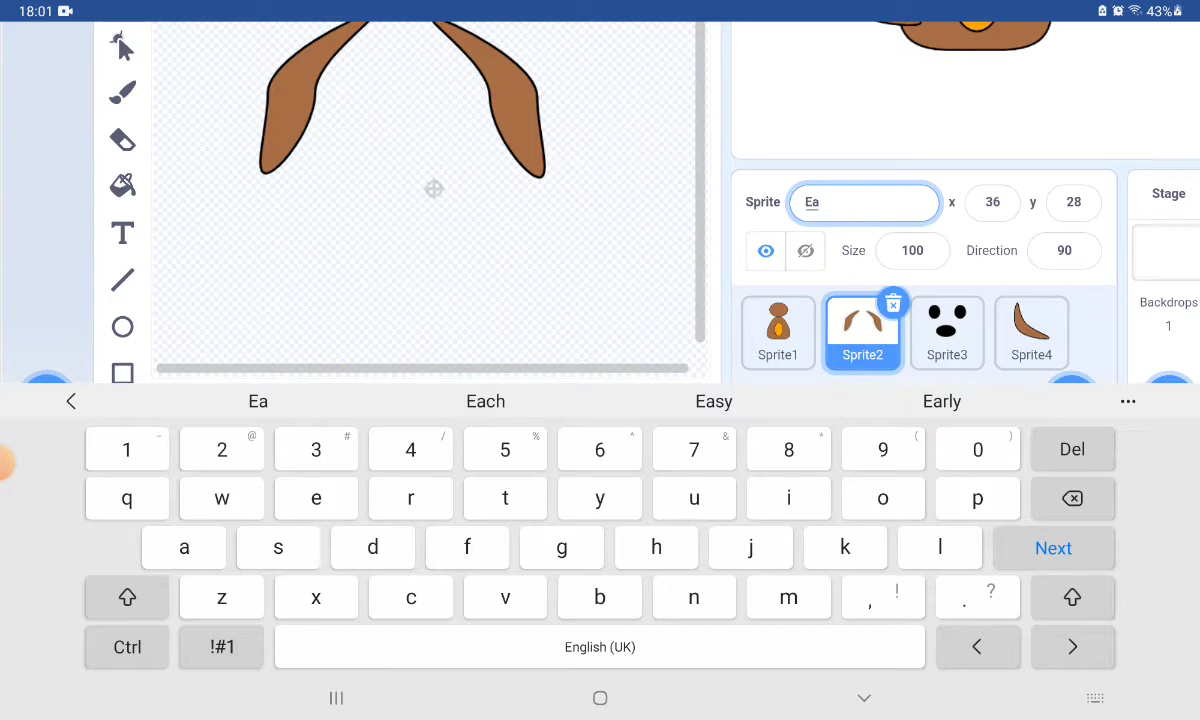 18:01
43%
T
Sprite Ea x 36 y 28
Stage
Size 100 Direction 90
Backdrops
1
Sprite1 Sprite2 Sprite3 Sprite4
Ea Each Easy Early ...
1 - 2 @ 3 # 4 / 5 % 6 ^ 7 & 8 * 9 ( 0 ) Del
q w e r t y u i o p
a s d f g h j k l Next
z x c v b n m , ! . ?
Ctrl !#1 English (UK) < >